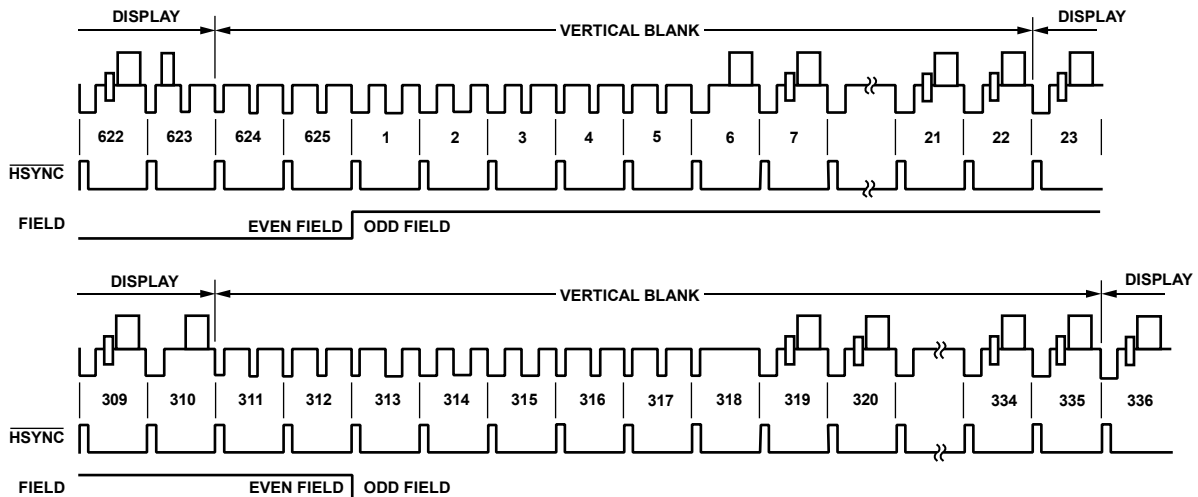 DISPLAY VERTICAL BLANK DISPLAY
622 623 624 625 1 2 3 4 5 6 7 21 22 23
HSYNC
FIELD EVEN FIELD ODD FIELD
DISPLAY VERTICAL BLANK DISPLAY
309 310 311 312 313 314 315 316 317 318 319 320 334 335 336
HSYNC
FIELD EVEN FIELD ODD FIELD